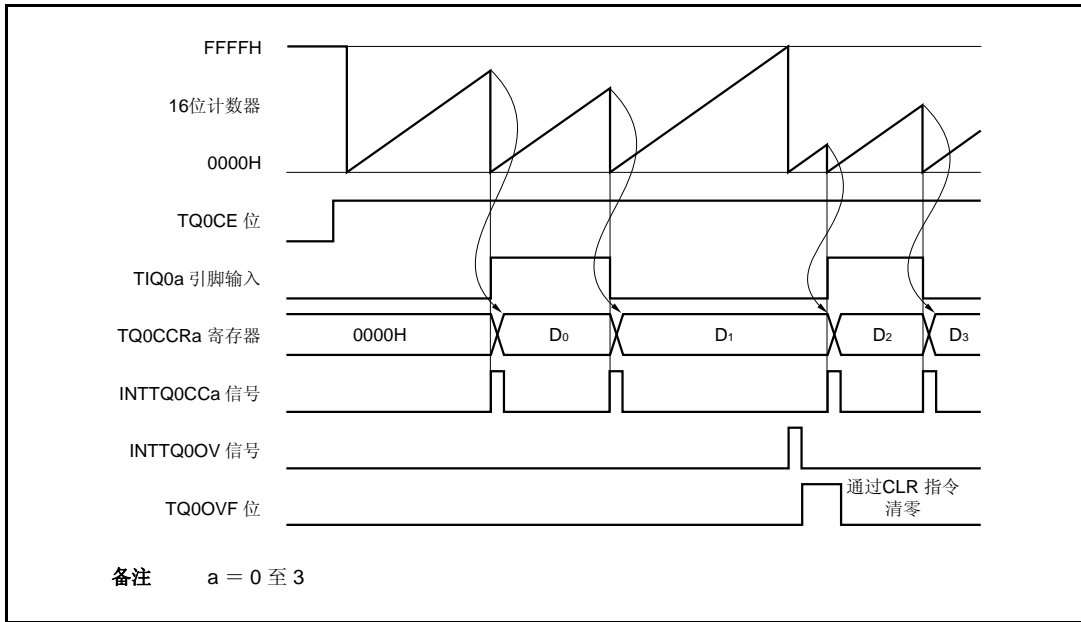 FFFFH
16位计数器
0000H
TQ0CE 位
TIQ0a 引脚输入
TQ0CCRa 寄存器 0000H D0 D1 D2 D3
INTTQ0CCa 信号
INTTQ0OV 信号
TQ0OVF 位
通过CLR 指令
清零
备注 a = 0 至 3